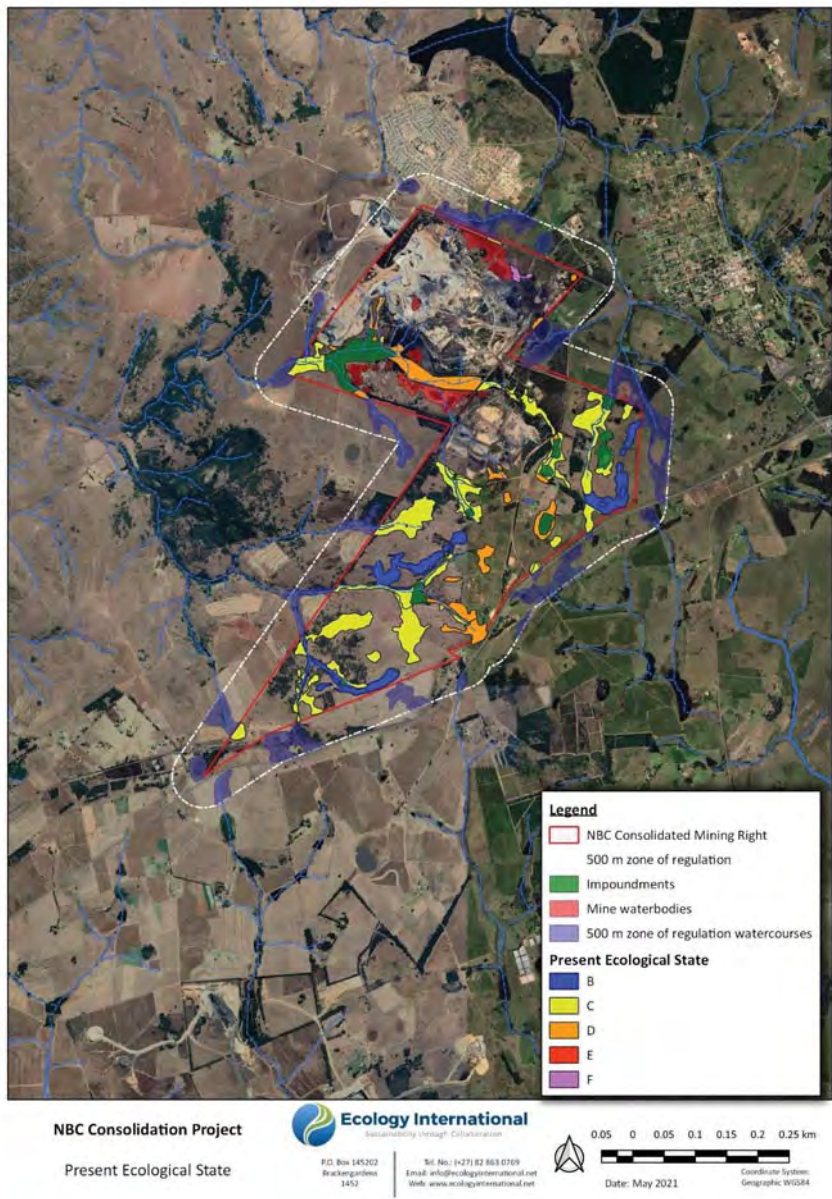 Legend
NBC Consolidated Mining Right
500 m zone of regulation
Impoundments
Mine waterbodies
500 m zone of regulation watercourses
Present Ecological State
B
C
D
E
F
NBC Consolidation Project
Present Ecological State
Ecology International
Sustainability through Collaboration
P.O. Box 145202
Brackengardens
1452
Tel. No.: (+27) 82 863 0769
Email: info@ecologyinternational.net
Web: www.ecologyinternational.net
0.05 0 0.05 0.1 0.15 0.2 0.25 km
Date: May 2021
Coordinate System:
Geographic WGS84